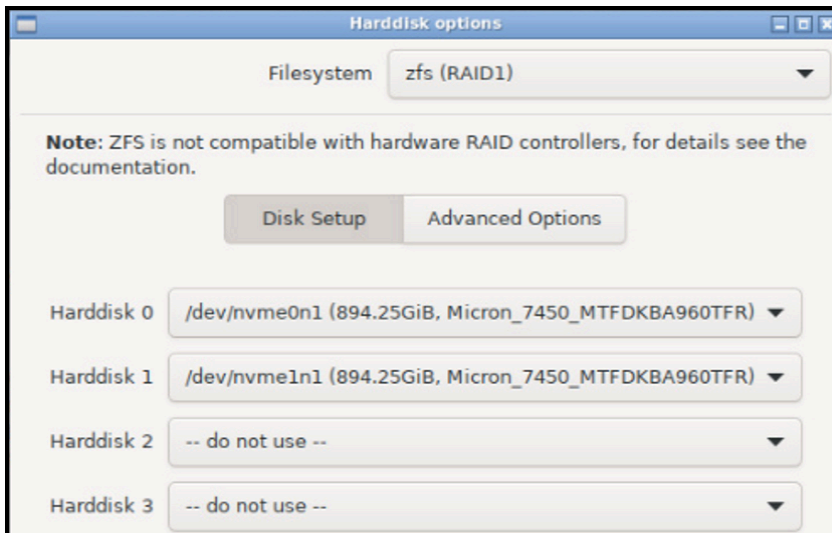 Harddisk options
Filesystem zfs (RAID1)
Note: ZFS is not compatible with hardware RAID controllers, for details see the
documentation.
Disk Setup Advanced Options
Harddisk 0 /dev/nvme0n1 (894.25GiB, Micron_7450_MTFDKBA960TFR)
Harddisk 1 /dev/nvme1n1 (894.25GiB, Micron_7450_MTFDKBA960TFR)
Harddisk 2 -- do not use --
Harddisk 3 -- do not use --